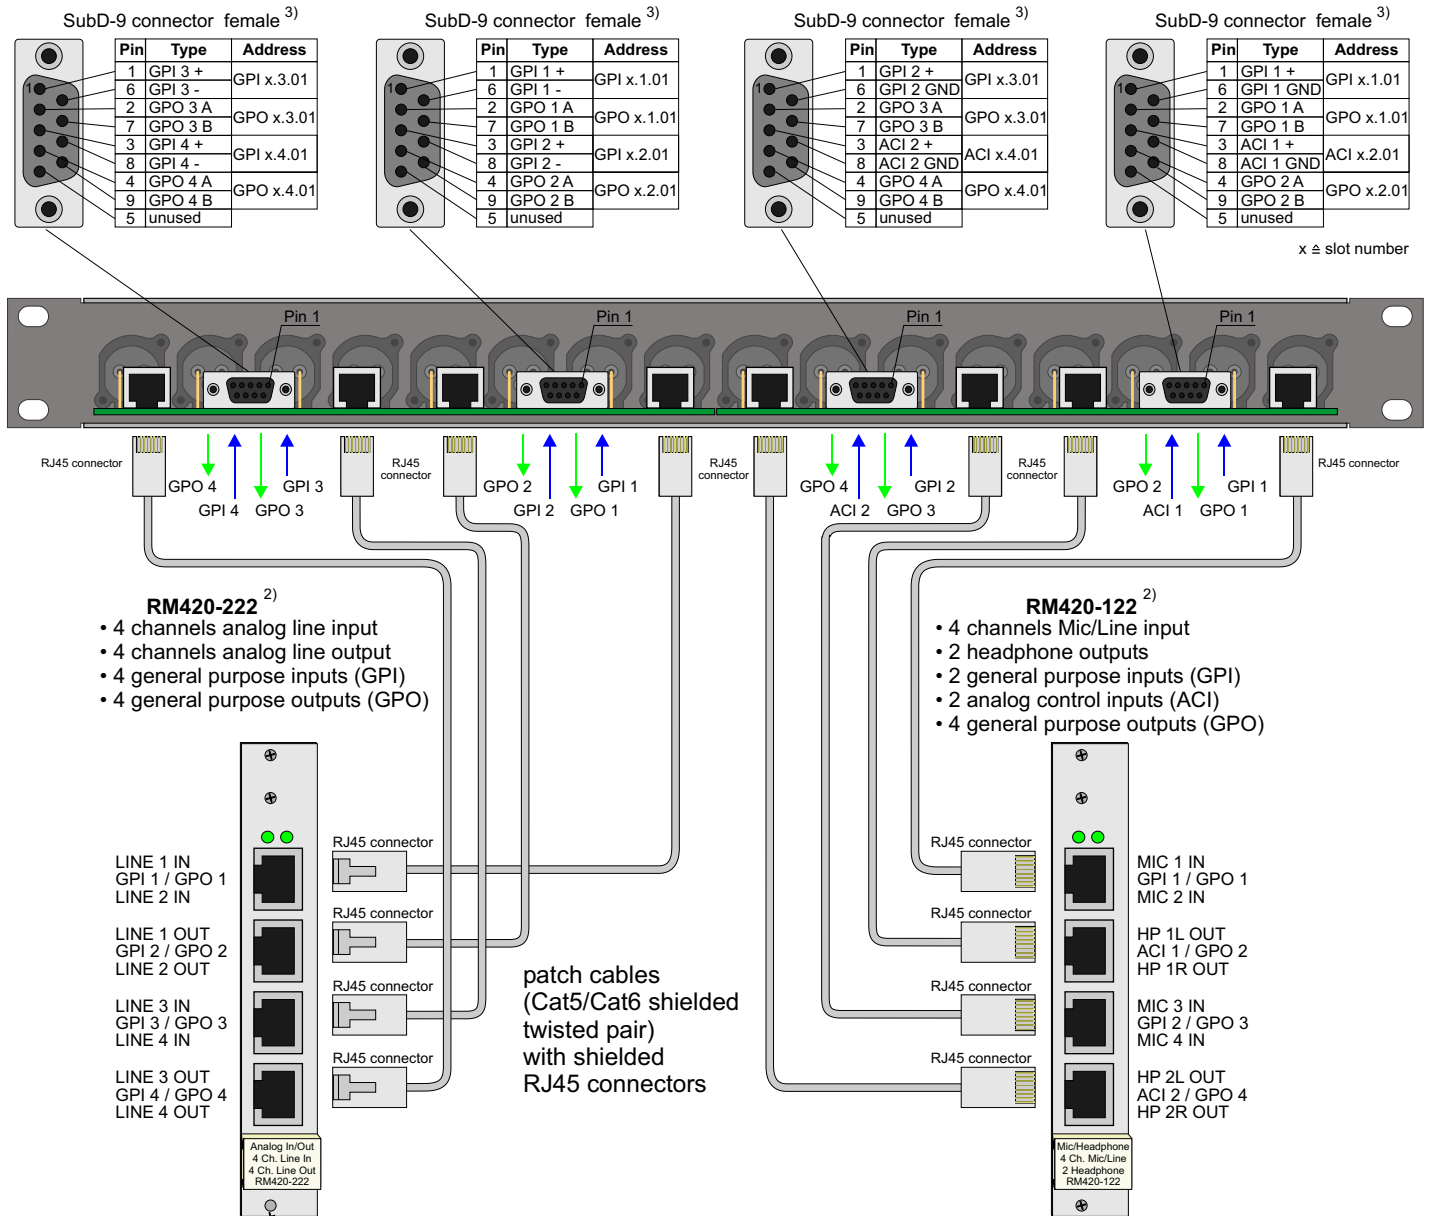 SubD-9 connector female 3)
Pin Type Address
1 GPI 3 + GPI x.3.01
6 GPI 3 -
2 GPO 3 A GPO x.3.01
7 GPO 3 B
3 GPI 4 + GPI x.4.01
8 GPI 4 -
4 GPO 4 A GPO x.4.01
9 GPO 4 B
5 unused
1
SubD-9 connector female 3)
Pin Type Address
1 GPI 1 + GPI x.1.01
6 GPI 1 -
2 GPO 1 A GPO x.1.01
7 GPO 1 B
3 GPI 2 + GPI x.2.01
8 GPI 2 -
4 GPO 2 A GPO x.2.01
9 GPO 2 B
5 unused
1
SubD-9 connector female 3)
Pin Type Address
1 GPI 2 + GPI x.3.01
6 GPI 2 GND
2 GPO 3 A GPO x.3.01
7 GPO 3 B
3 ACI 2 + ACI x.4.01
8 ACI 2 GND
4 GPO 4 A GPO x.4.01
9 GPO 4 B
5 unused
1
SubD-9 connector female 3)
Pin Type Address
1 GPI 1 + GPI x.1.01
6 GPI 1 GND
2 GPO 1 A GPO x.1.01
7 GPO 1 B
3 ACI 1 + ACI x.2.01
8 ACI 1 GND
4 GPO 2 A GPO x.2.01
9 GPO 2 B
5 unused
1
x ≙ slot number
Pin 1
Pin 1
Pin 1
Pin 1
RJ45 connector
GPO 4
GPI 4
GPO 3
GPI 3
RJ45
connector
GPO 2
GPI 2
GPO 1
GPI 1
RJ45
connector
GPO 4
ACI 2
GPO 3
GPI 2
RJ45
connector
GPO 2
ACI 1
GPO 1
GPI 1
RJ45 connector
RM420-222 2)
• 4 channels analog line input
• 4 channels analog line output
• 4 general purpose inputs (GPI)
• 4 general purpose outputs (GPO)
RM420-122 2)
• 4 channels Mic/Line input
• 2 headphone outputs
• 2 general purpose inputs (GPI)
• 2 analog control inputs (ACI)
• 4 general purpose outputs (GPO)
LINE 1 IN
GPI 1 / GPO 1
LINE 2 IN
LINE 1 OUT
GPI 2 / GPO 2
LINE 2 OUT
LINE 3 IN
GPI 3 / GPO 3
LINE 4 IN
LINE 3 OUT
GPI 4 / GPO 4
LINE 4 OUT
RJ45 connector
RJ45 connector
RJ45 connector
RJ45 connector
Analog In/Out
4 Ch. Line In
4 Ch. Line Out
RM420-222
patch cables
(Cat5/Cat6 shielded
twisted pair)
with shielded
RJ45 connectors
RJ45 connector
RJ45 connector
RJ45 connector
RJ45 connector
MIC 1 IN
GPI 1 / GPO 1
MIC 2 IN
HP 1L OUT
ACI 1 / GPO 2
HP 1R OUT
MIC 3 IN
GPI 2 / GPO 3
MIC 4 IN
HP 2L OUT
ACI 2 / GPO 4
HP 2R OUT
Mic/Headphone
4 Ch. Mic/Line
2 Headphone
RM420-122